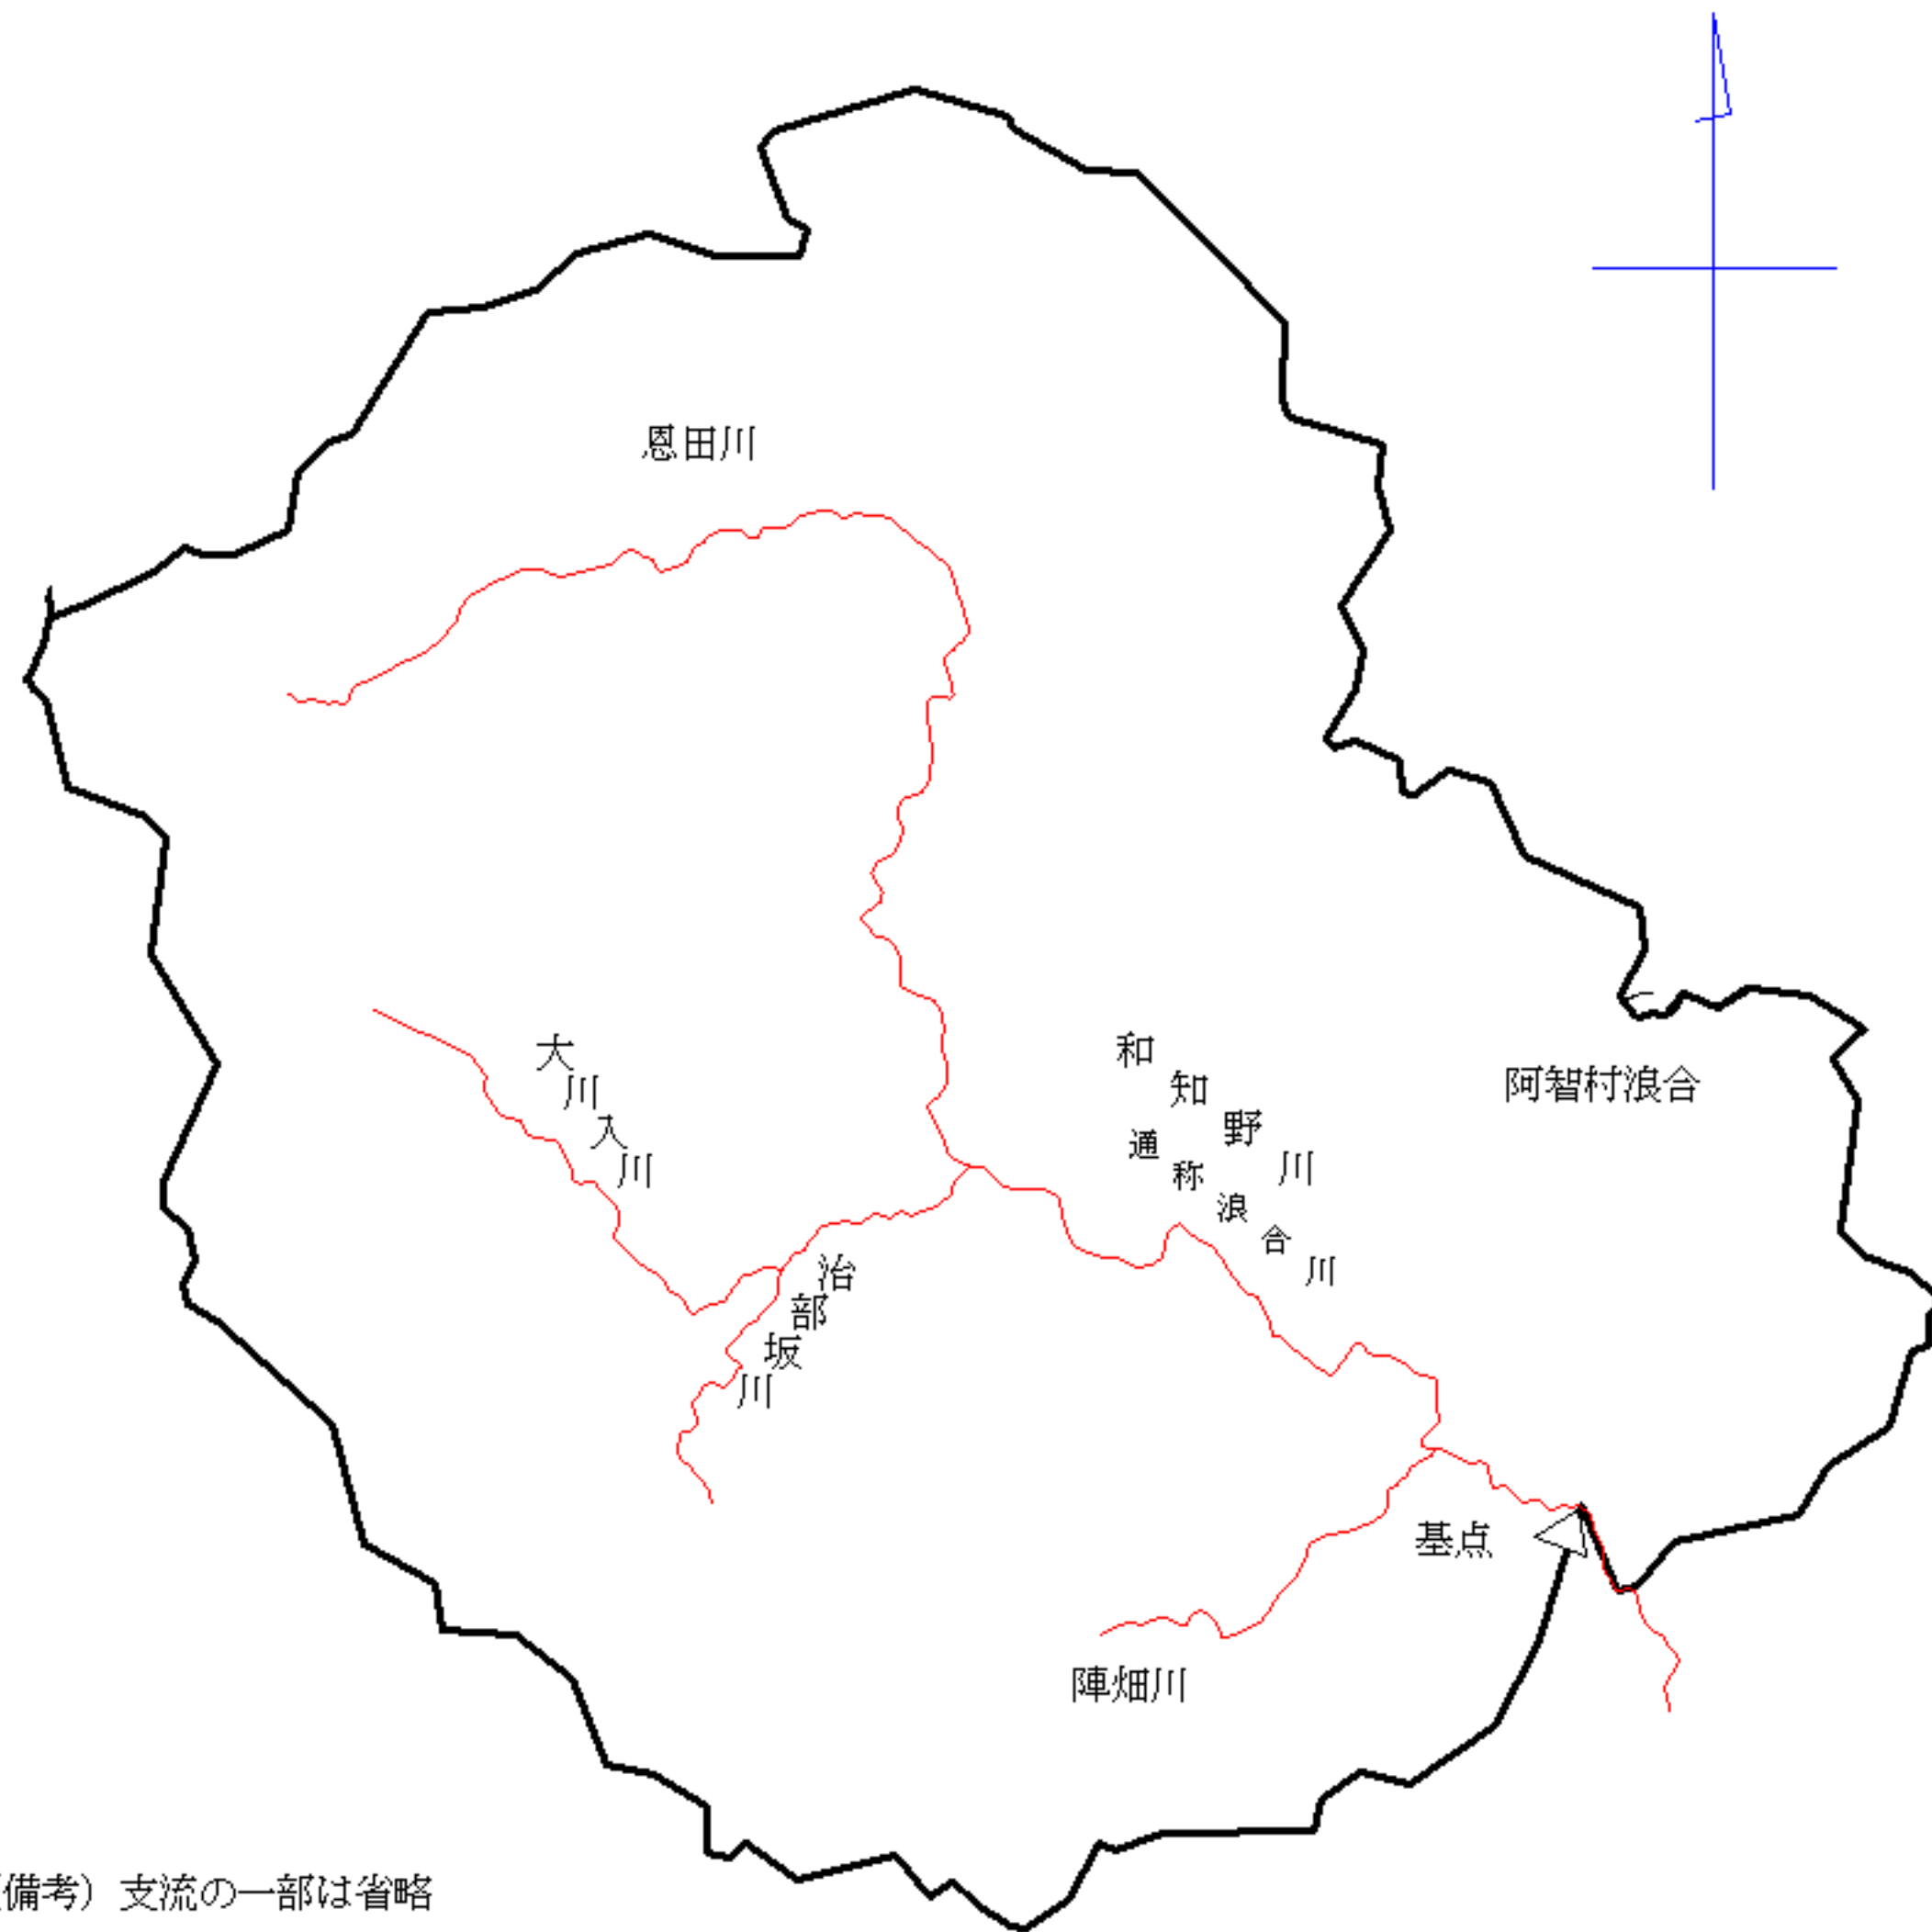 恩田川
大川入川
和知野川
通称浪合川
阿智村浪合
治部坂川
基点
陣畑川
備考）支流の一部は省略